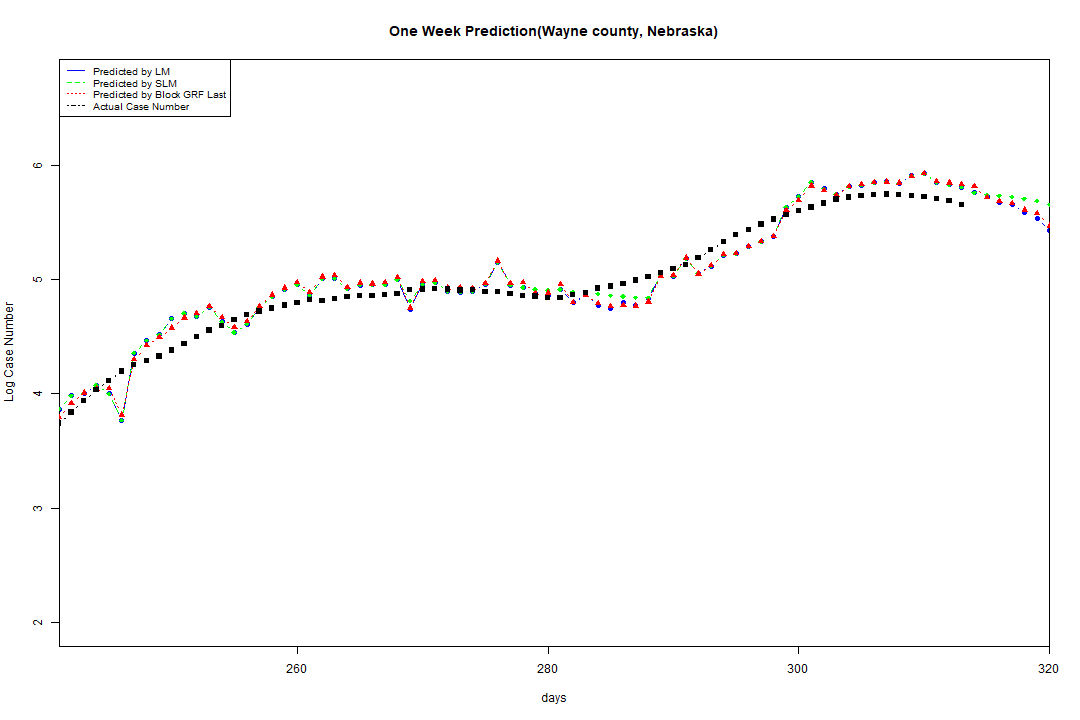 One Week Prediction(Wayne county, Nebraska)
Predicted by LM
Predicted by SLM
Predicted by Block GRF Last
Actual Case Number
6
5
4
3
2
Log Case Number
260 280 300 320
days